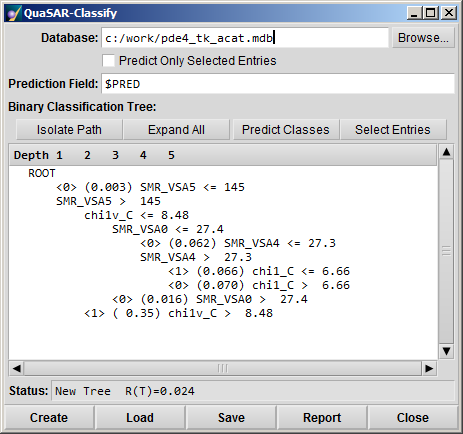 QuaSAR-Classify
Database: c:/work/pde4_tk_acat.mdb Browse...
Predict Only Selected Entries
Prediction Field: $PRED
Binary Classification Tree:
Isolate Path Expand All Predict Classes Select Entries
Depth 1 2 3 4 5
ROOT
<0> (0.003) SMR_VSA5 <= 145
SMR_VSA5 > 145
chi1v_C <= 8.48
SMR_VSA0 <= 27.4
<0> (0.062) SMR_VSA4 <= 27.3
SMR_VSA4 > 27.3
<1> (0.066) chi1_C <= 6.66
<0> (0.070) chi1_C > 6.66
<0> (0.016) SMR_VSA0 > 27.4
<1> ( 0.35) chi1v_C > 8.48
Status: New Tree R(T)=0.024
Create Load Save Report Close